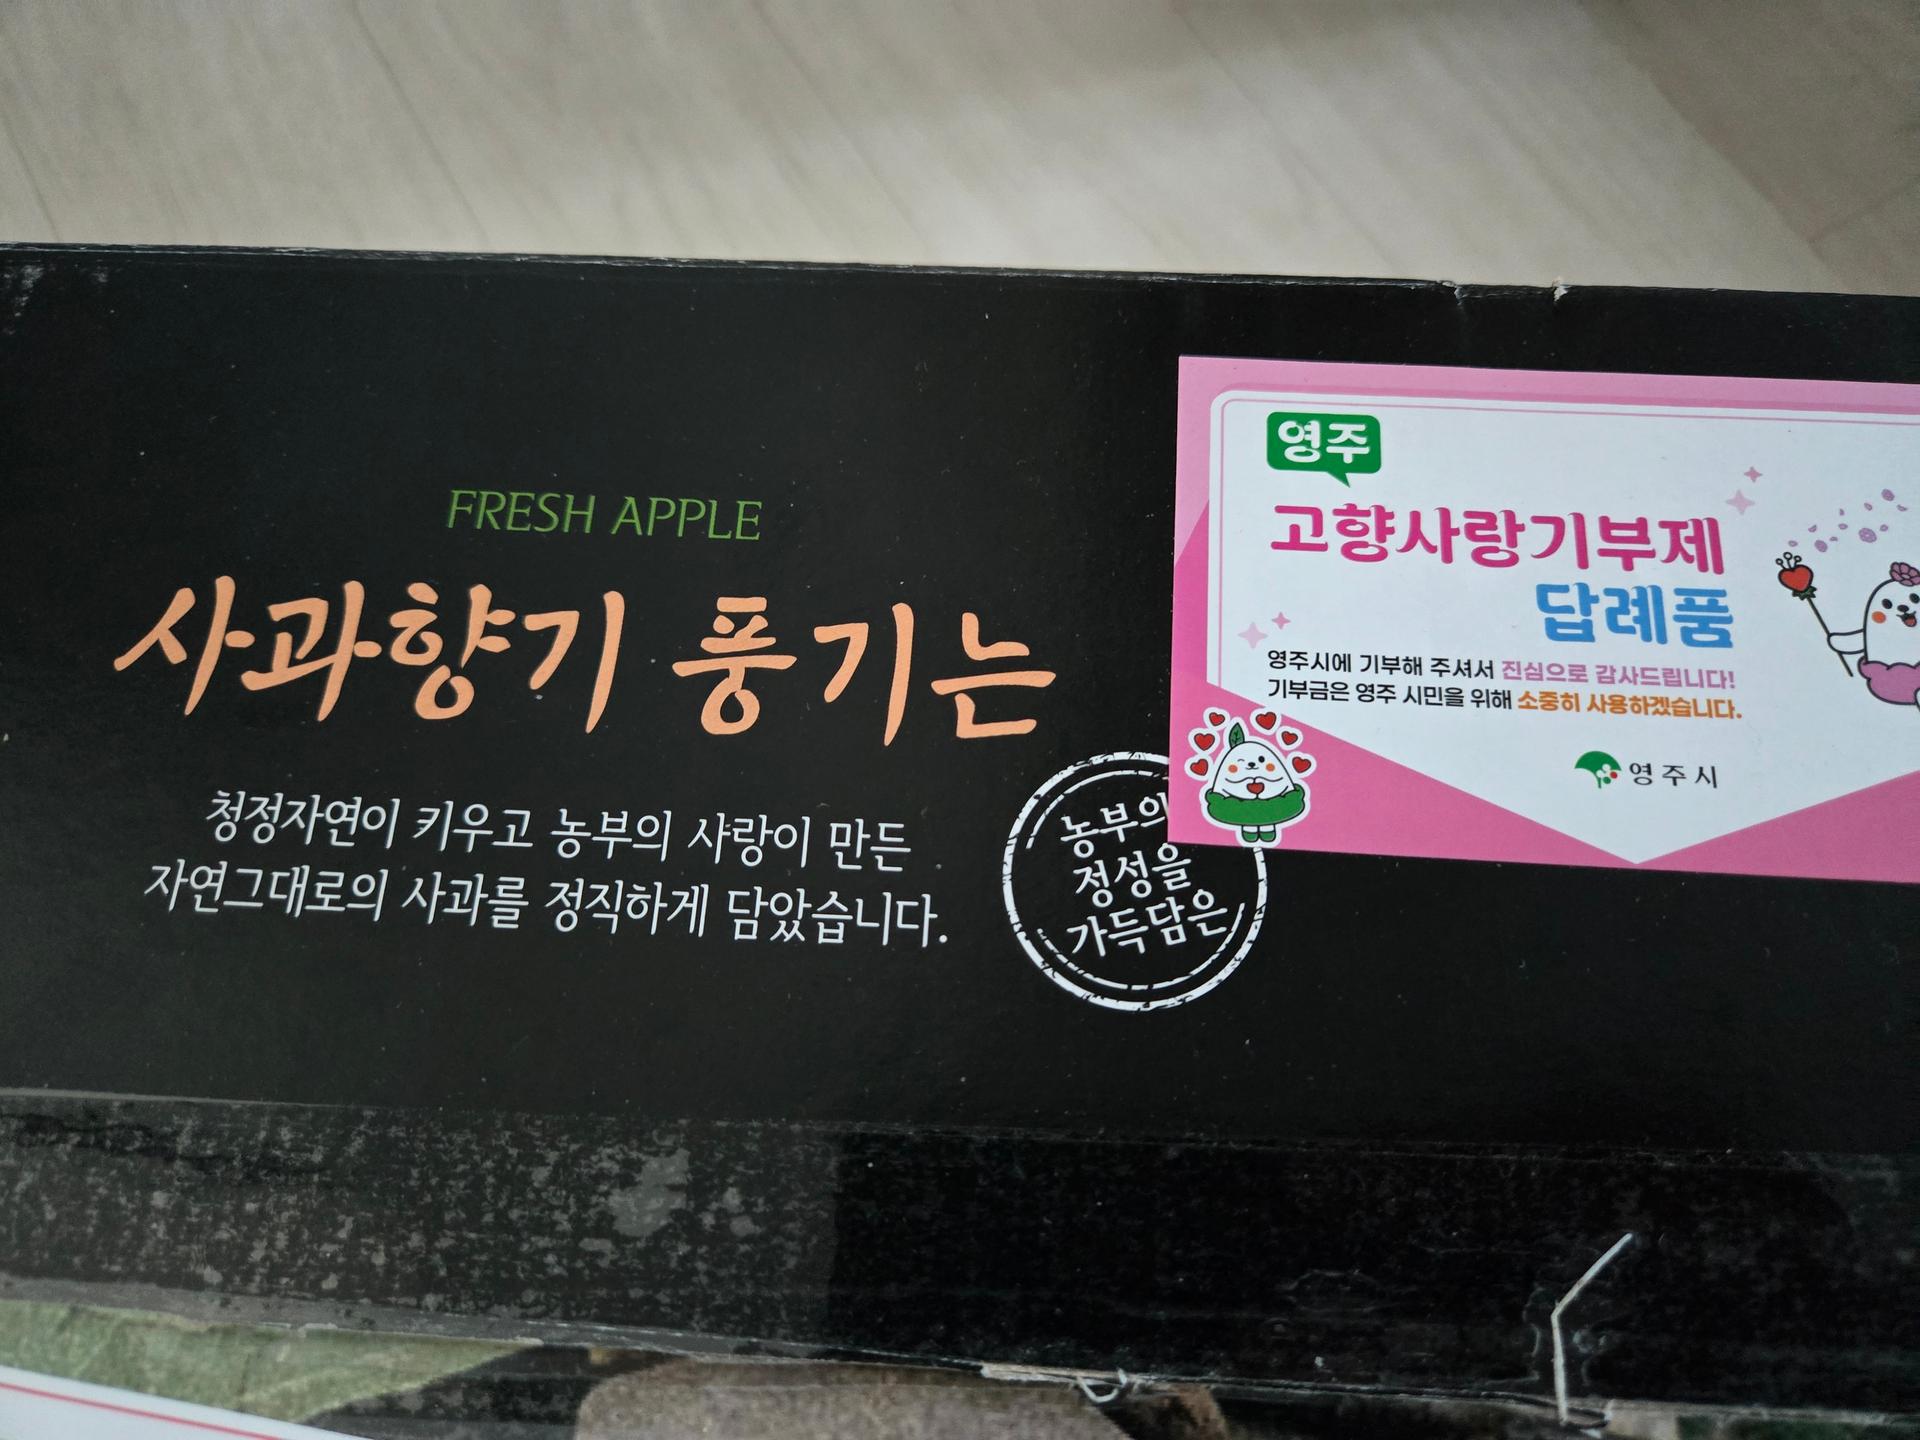 FRESH APPLE
사과향기 풍기는
청정자연이 키우고 농부의 사랑이 만든
자연그대로의 사과를 정직하게 담았습니다.
농부의
정성을
가득담은
영주
고향사랑기부제
답례품
영주시에 기부해 주셔서 진심으로 감사드립니다!
기부금은 영주 시민을 위해 소중히 사용하겠습니다.
영주시